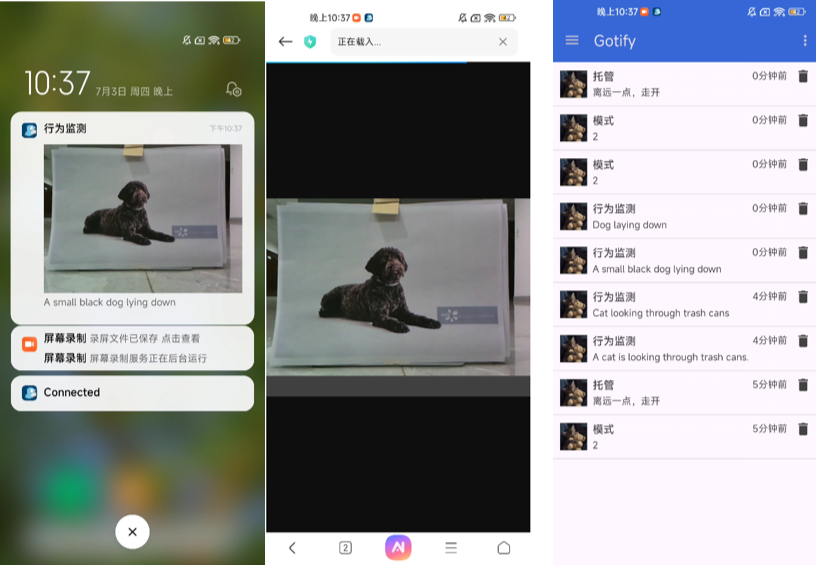 10:37
7月3日 周四 晚上
行为监测
下午10:37
A small black dog lying down
屏幕录制 录屏文件已保存 点击查看
屏幕录制 屏幕录制服务正在后台运行
Connected
晚上10:37
正在载入...
2
AI
晚上10:37
Gotify
托管
0分钟前
离远一点，走开
模式
0分钟前
2
模式
0分钟前
2
行为监测
0分钟前
Dog laying down
行为监测
0分钟前
A small black dog lying down
行为监测
4分钟前
Cat looking through trash cans
行为监测
4分钟前
A cat is looking through trash cans.
托管
5分钟前
离远一点，走开
模式
5分钟前
2